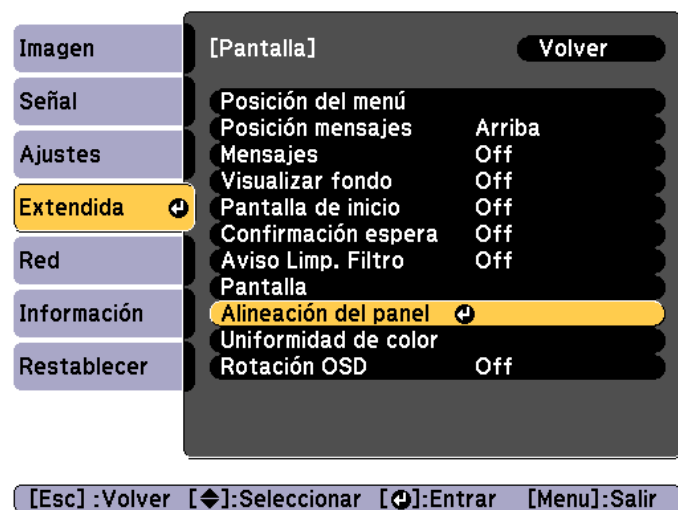 Imagen
Señal
Ajustes
Extendida
Red
Información
Restablecer
[Pantalla] Volver
Posición del menú
Posición mensajes Arriba
Mensajes Off
Visualizar fondo Off
Pantalla de inicio Off
Confirmación espera Off
Aviso Limp. Filtro Off
Pantalla
Alineación del panel
Uniformidad de color
Rotación OSD Off
[Esc] :Volver [◆]:Seleccionar [↵]:Entrar [Menu]:Salir